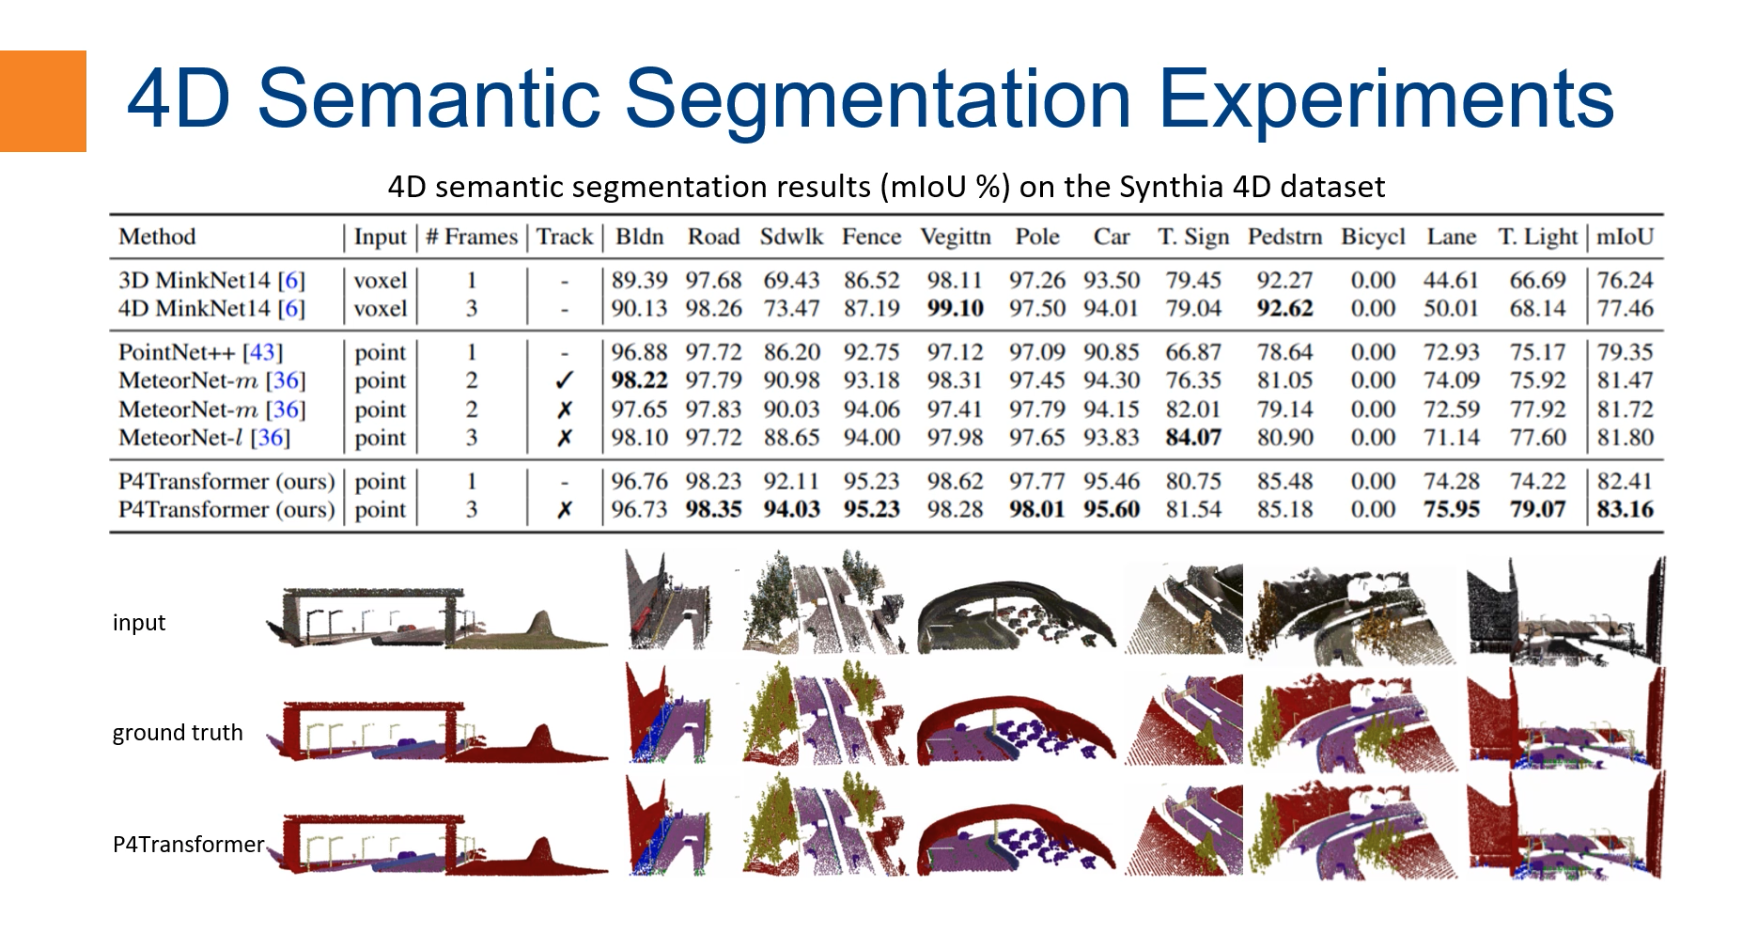 4D Semantic Segmentation Experiments
4D semantic segmentation results (mIoU %) on the Synthia 4D dataset
Method Input # Frames Track Bldn Road Sdwlk Fence Vegittn Pole Car T. Sign Pedstrn Bicycl Lane T. Light mIoU
3D MinkNet14 [6] voxel 1 - 89.39 97.68 69.43 86.52 98.11 97.26 93.50 79.45 92.27 0.00 44.61 66.69 76.24
4D MinkNet14 [6] voxel 3 - 90.13 98.26 73.47 87.19 99.10 97.50 94.01 79.04 92.62 0.00 50.01 68.14 77.46
PointNet++ [43] point 1 - 96.88 97.72 86.20 92.75 97.12 97.09 90.85 66.87 78.64 0.00 72.93 75.17 79.35
MeteorNet-m [36] point 2 ✓ 98.22 97.79 90.98 93.18 98.31 97.45 94.30 76.35 81.05 0.00 74.09 75.92 81.47
MeteorNet-m [36] point 2 ✗ 97.65 97.83 90.03 94.06 97.41 97.79 94.15 82.01 79.14 0.00 72.59 77.92 81.72
MeteorNet-l [36] point 3 ✗ 98.10 97.72 88.65 94.00 97.98 97.65 93.83 84.07 80.90 0.00 71.14 77.60 81.80
P4Transformer (ours) point 1 - 96.76 98.23 92.11 95.23 98.62 97.77 95.46 80.75 85.48 0.00 74.28 74.22 82.41
P4Transformer (ours) point 3 ✗ 96.73 98.35 94.03 95.23 98.28 98.01 95.60 81.54 85.18 0.00 75.95 79.07 83.16
input
ground truth
P4Transformer